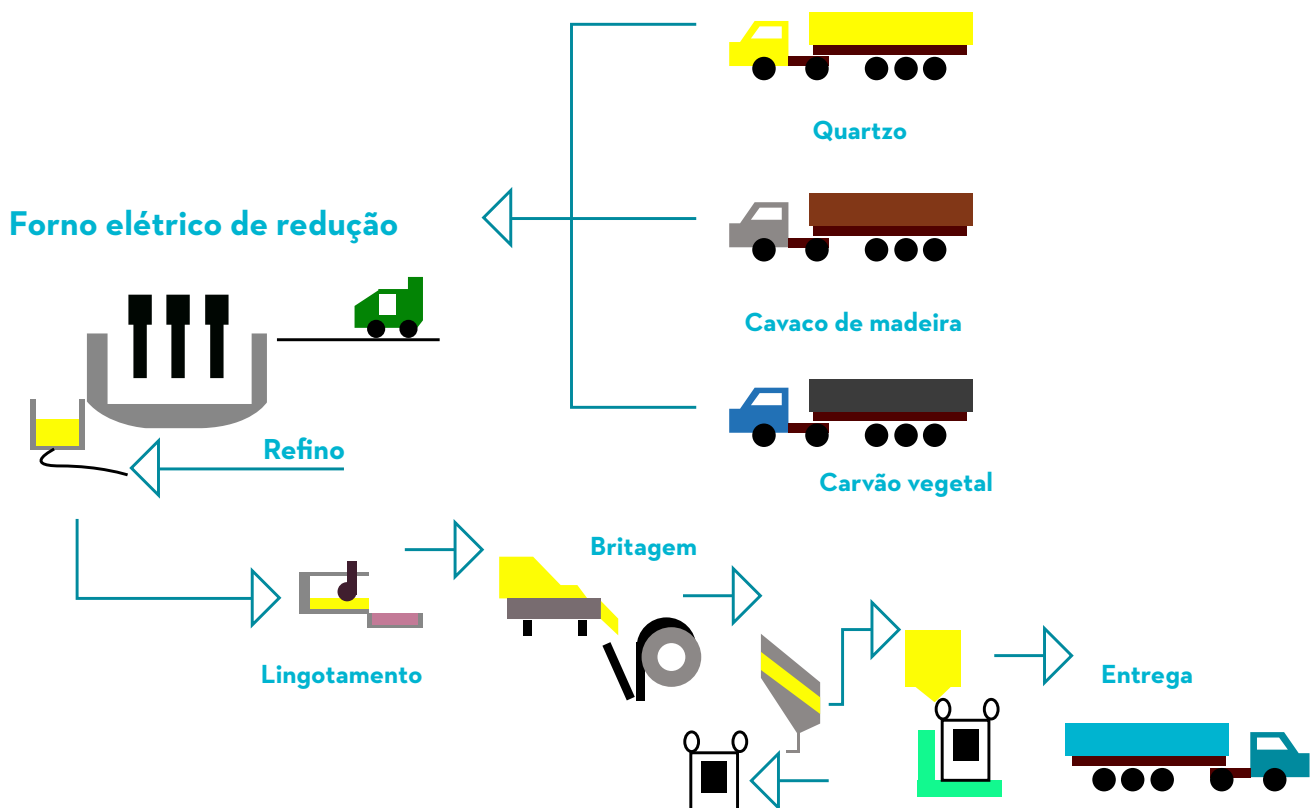 Quartzo
Forno elétrico de redução
Cavaco de madeira
Carvão vegetal
Refino
Britagem
Lingotamento
Entrega